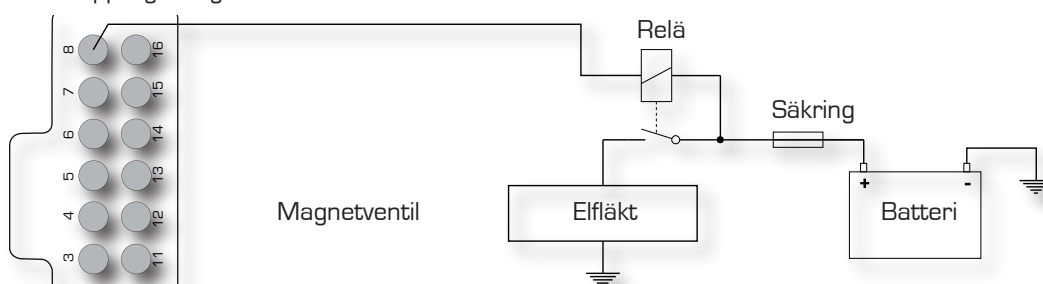 Relä
8 16
7 15
Säkring
6 14
5 13
+ -
4 12
Magnetventil Elfläkt Batteri
3 11